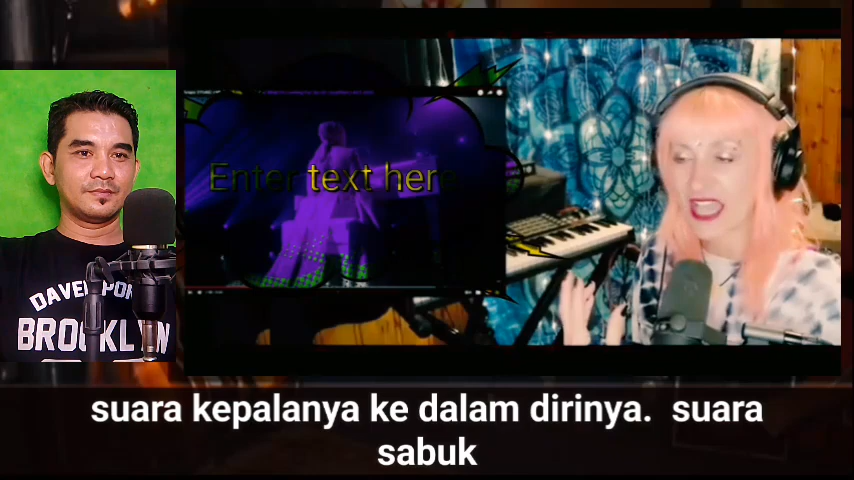 Enter text here
DAVENPORT
BROOKLYN
suara kepalanya ke dalam dirinya.  suara
sabuk